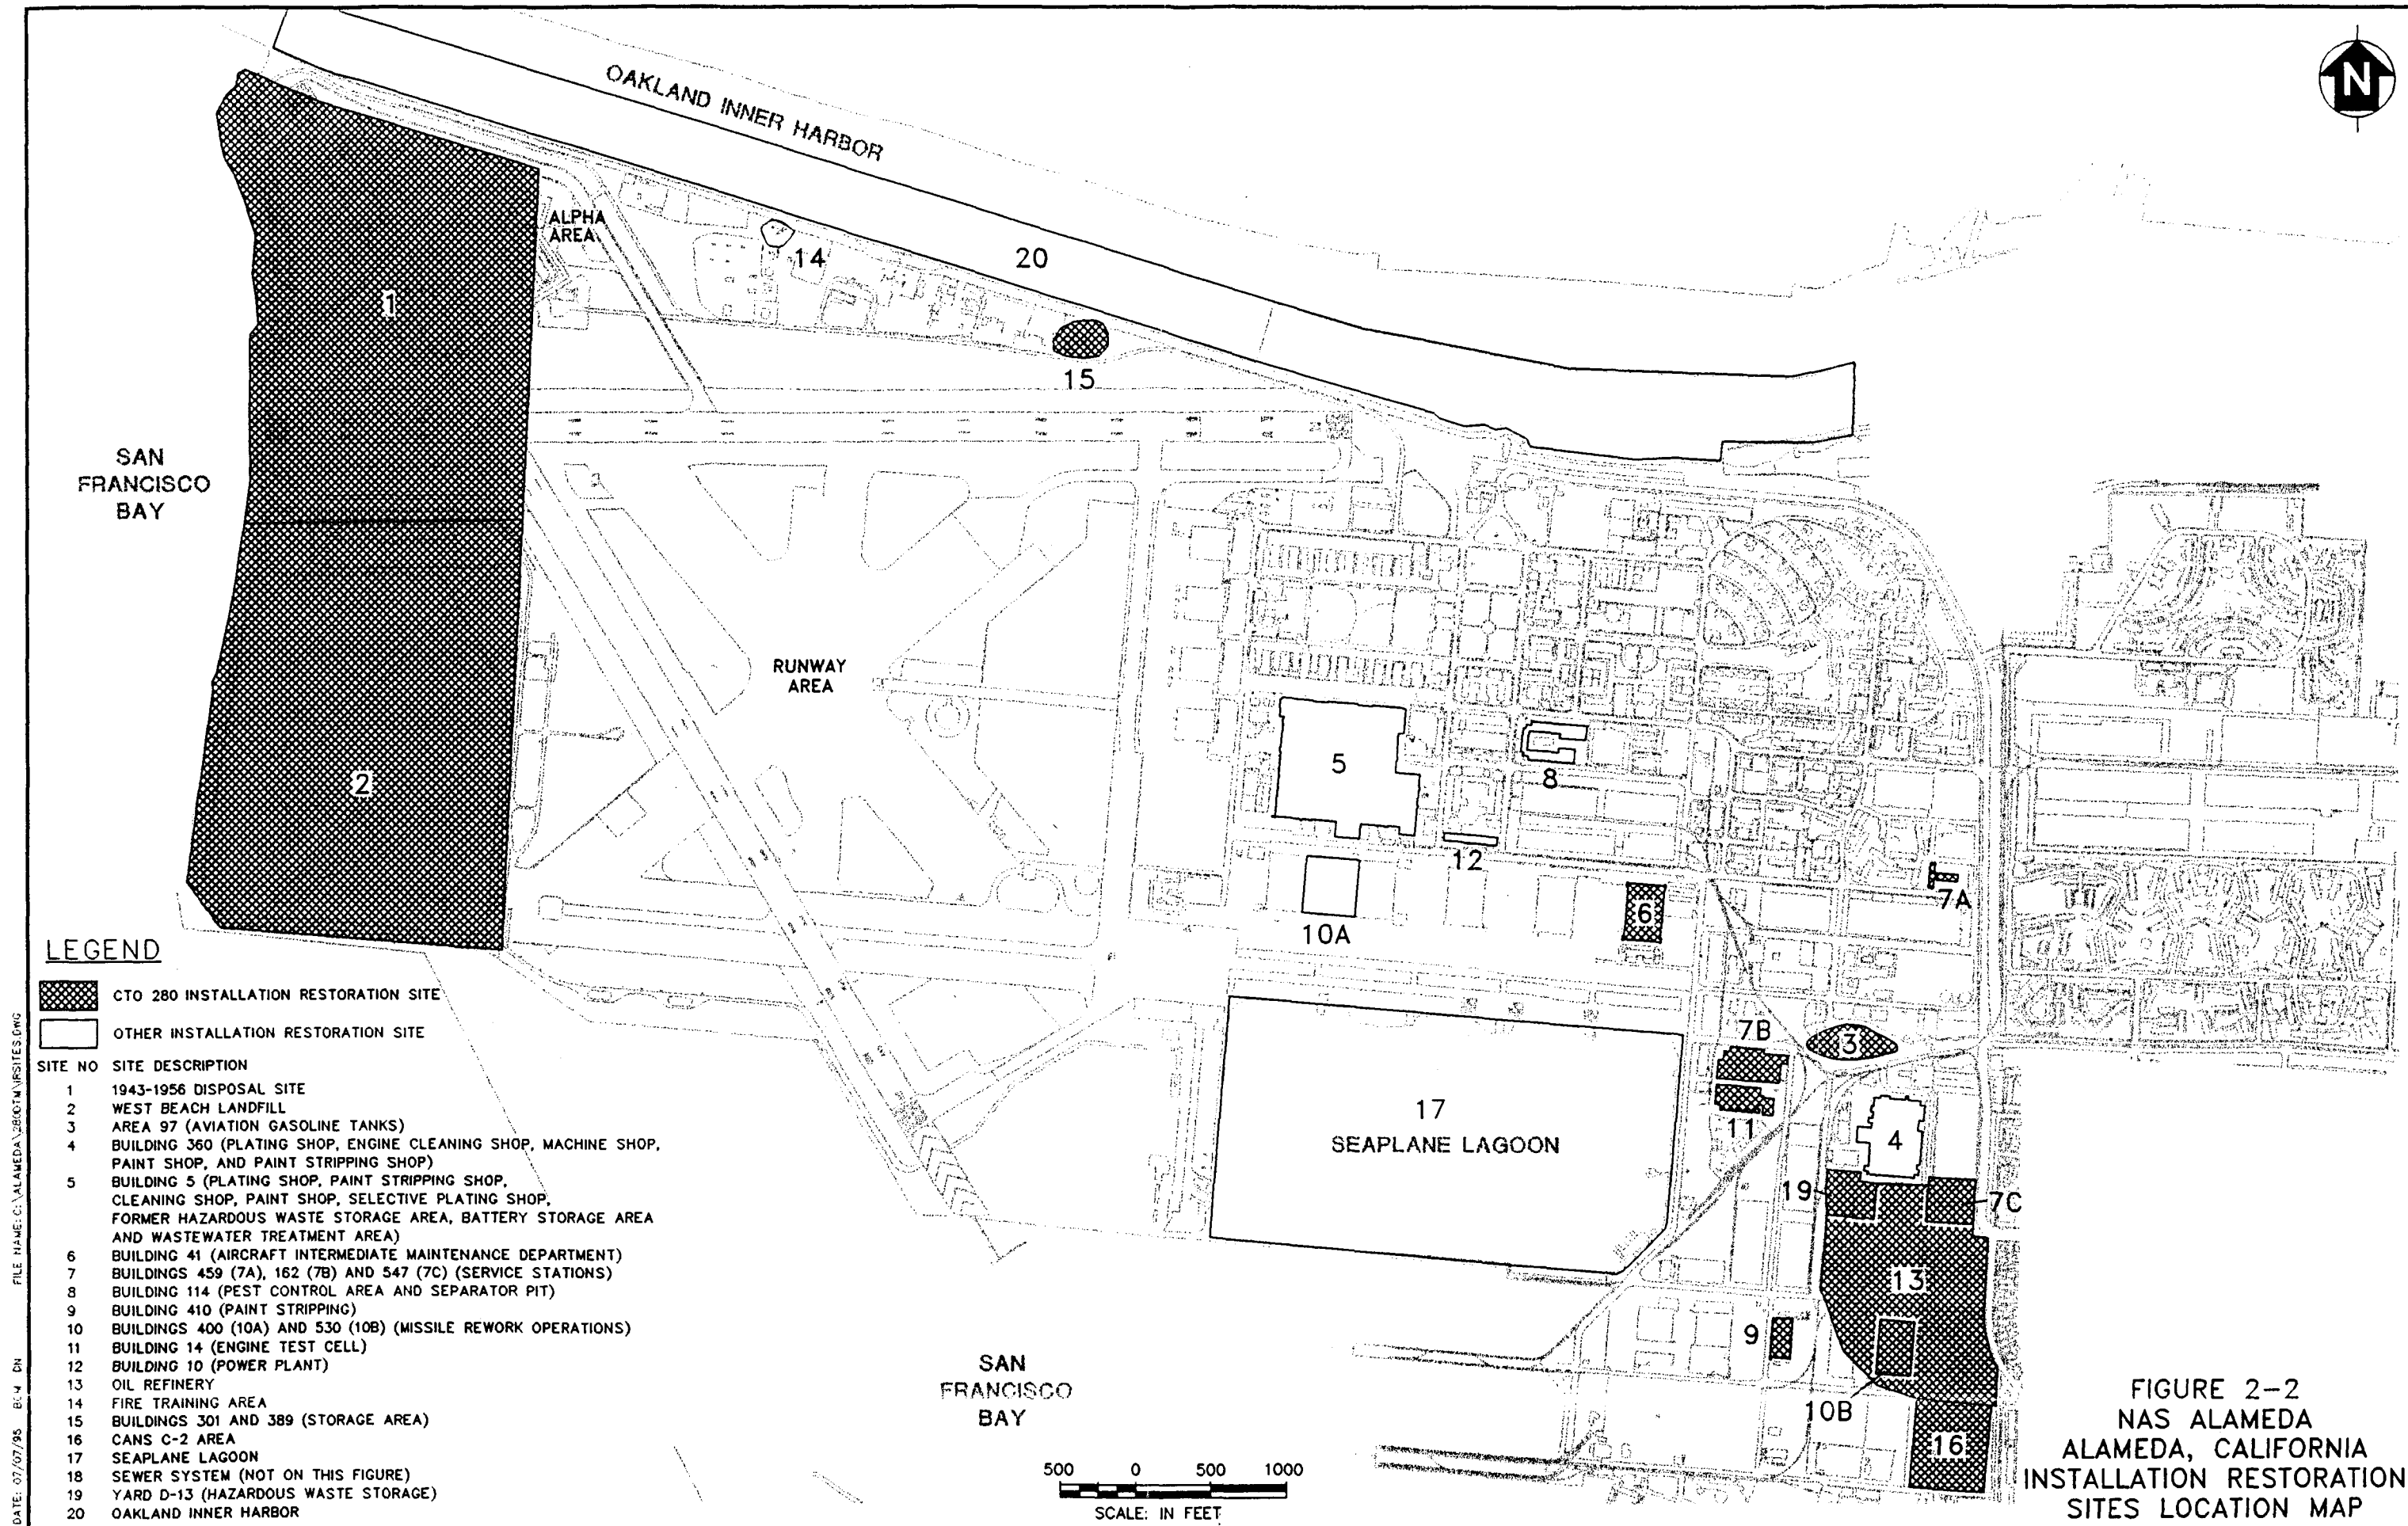 N
OAKLAND INNER HARBOR
ALPHA
AREA
14
20
1
15
SAN
FRANCISCO
BAY
RUNWAY
AREA
2
5
8
12
10A
6
7A
7B
3
11
17
SEAPLANE LAGOON
4
19
7C
13
9
10B
16
SAN
FRANCISCO
BAY
LEGEND
CTO 280 INSTALLATION RESTORATION SITE
OTHER INSTALLATION RESTORATION SITE
SITE NO SITE DESCRIPTION
1 1943-1956 DISPOSAL SITE
2 WEST BEACH LANDFILL
3 AREA 97 (AVIATION GASOLINE TANKS)
4 BUILDING 360 (PLATING SHOP, ENGINE CLEANING SHOP, MACHINE SHOP,
PAINT SHOP, AND PAINT STRIPPING SHOP)
5 BUILDING 5 (PLATING SHOP, PAINT STRIPPING SHOP,
CLEANING SHOP, PAINT SHOP, SELECTIVE PLATING SHOP,
FORMER HAZARDOUS WASTE STORAGE AREA, BATTERY STORAGE AREA
AND WASTEWATER TREATMENT AREA)
6 BUILDING 41 (AIRCRAFT INTERMEDIATE MAINTENANCE DEPARTMENT)
7 BUILDINGS 459 (7A), 162 (7B) AND 547 (7C) (SERVICE STATIONS)
8 BUILDING 114 (PEST CONTROL AREA AND SEPARATOR PIT)
9 BUILDING 410 (PAINT STRIPPING)
10 BUILDINGS 400 (10A) AND 530 (10B) (MISSILE REWORK OPERATIONS)
11 BUILDING 14 (ENGINE TEST CELL)
12 BUILDING 10 (POWER PLANT)
13 OIL REFINERY
14 FIRE TRAINING AREA
15 BUILDINGS 301 AND 389 (STORAGE AREA)
16 CANS C-2 AREA
17 SEAPLANE LAGOON
18 SEWER SYSTEM (NOT ON THIS FIGURE)
19 YARD D-13 (HAZARDOUS WASTE STORAGE)
20 OAKLAND INNER HARBOR
500 0 500 1000
SCALE: IN FEET
FIGURE 2-2
NAS ALAMEDA
ALAMEDA, CALIFORNIA
INSTALLATION RESTORATION
SITES LOCATION MAP
DATE: 07/07/95 DN FILE NAME: C:\ALAMEDA\280OTM\IRSITES.DWG